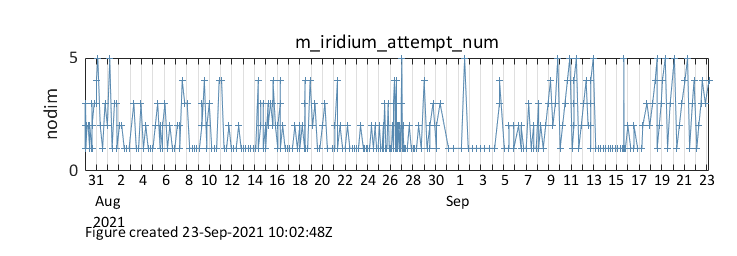 m_iridium_attempt_num
5
nodim
0
31 2 4 6 8 10 12 14 16 18 20 22 24 26 28 30 1 3 5 7 9 11 13 15 17 19 21 23
Aug Sep
2021
Figure created 23-Sep-2021 10:02:48Z